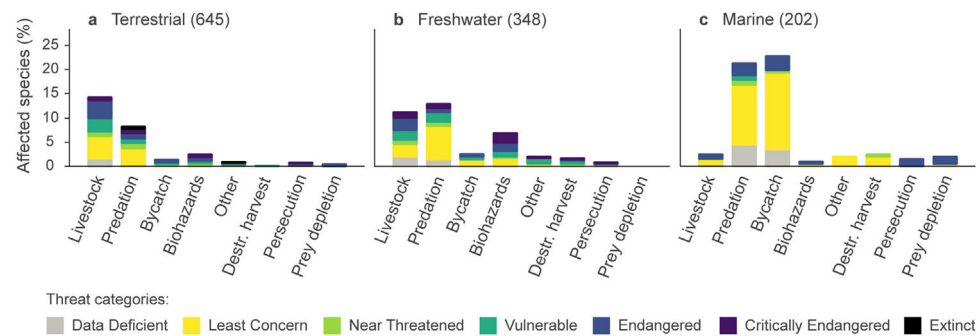 a Terrestrial (645)
b Freshwater (348)
c Marine (202)
Affected species (%)
25
20
15
10
5
0
Livestock
Predation
Bycatch
Biohazards
Other
Destr. harvest
Persecution
Prey depletion
Livestock
Predation
Bycatch
Biohazards
Other
Destr. harvest
Persecution
Prey depletion
Livestock
Predation
Bycatch
Biohazards
Other
Destr. harvest
Persecution
Prey depletion
Threat categories:
Data Deficient Least Concern Near Threatened Vulnerable Endangered Critically Endangered Extinct